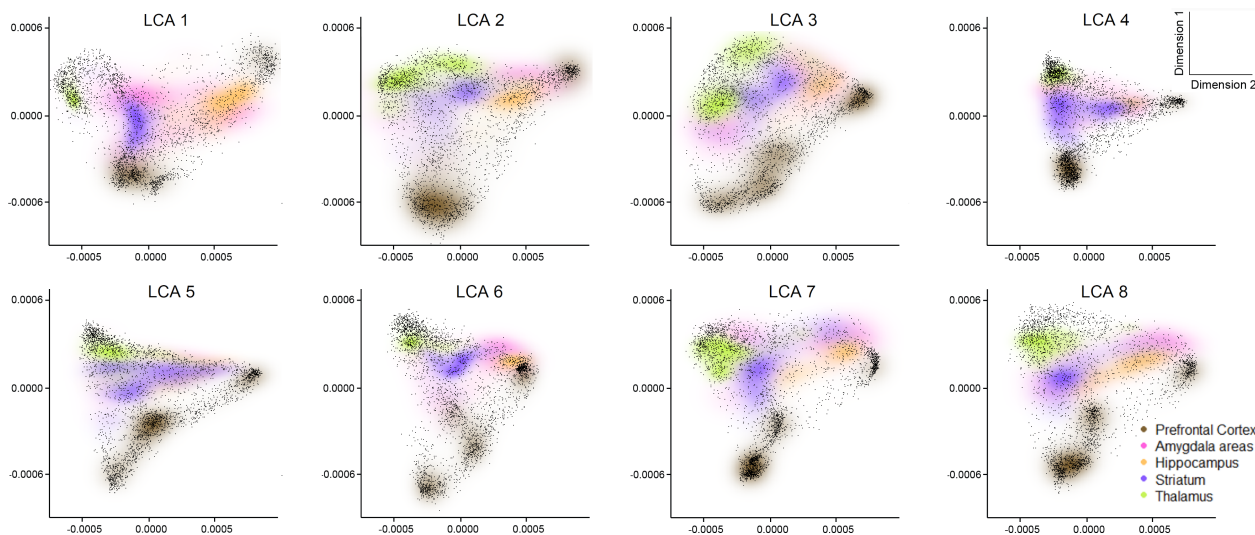 LCA 1
LCA 2
LCA 3
LCA 4
0.0006
0.0000
-0.0006
-0.0005 0.0000 0.0005
0.0006
0.0000
-0.0006
-0.0005 0.0000 0.0005
0.0006
0.0000
-0.0006
-0.0005 0.0000 0.0005
0.0006
0.0000
-0.0006
-0.0005 0.0000 0.0005
Dimension 1
Dimension 2
LCA 5
LCA 6
LCA 7
LCA 8
0.0006
0.0000
-0.0006
-0.0005 0.0000 0.0005
0.0006
0.0000
-0.0006
-0.0005 0.0000 0.0005
0.0006
0.0000
-0.0006
-0.0005 0.0000 0.0005
0.0006
0.0000
-0.0006
-0.0005 0.0000 0.0005
Prefrontal Cortex
Amygdala areas
Hippocampus
Striatum
Thalamus